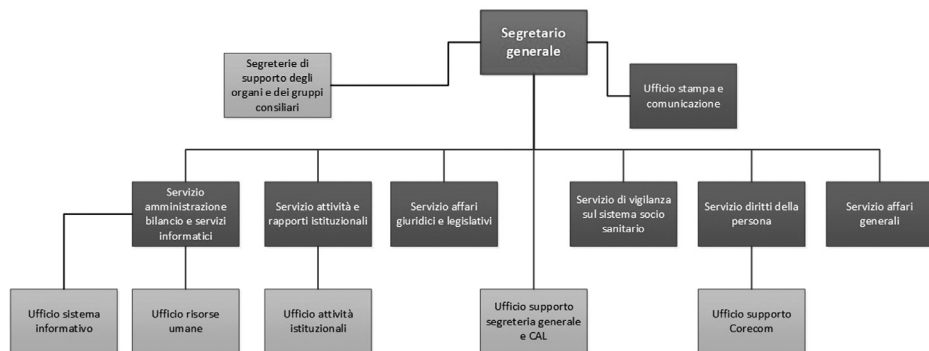 Segretario
generale
Segreterie di
supporto degli
organi e dei gruppi
consiliari
Ufficio stampa e
comunicazione
Servizio
amministrazione
bilancio e servizi
informatici
Servizio attività e
rapporti istituzionali
Servizio affari
giuridici e legislativi
Servizio di vigilanza
sul sistema socio
sanitario
Servizio diritti della
persona
Servizio affari
generali
Ufficio sistema
informativo
Ufficio risorse
umane
Ufficio attività
istituzionali
Ufficio supporto
segreteria generale
e CAL
Ufficio supporto
Corecom